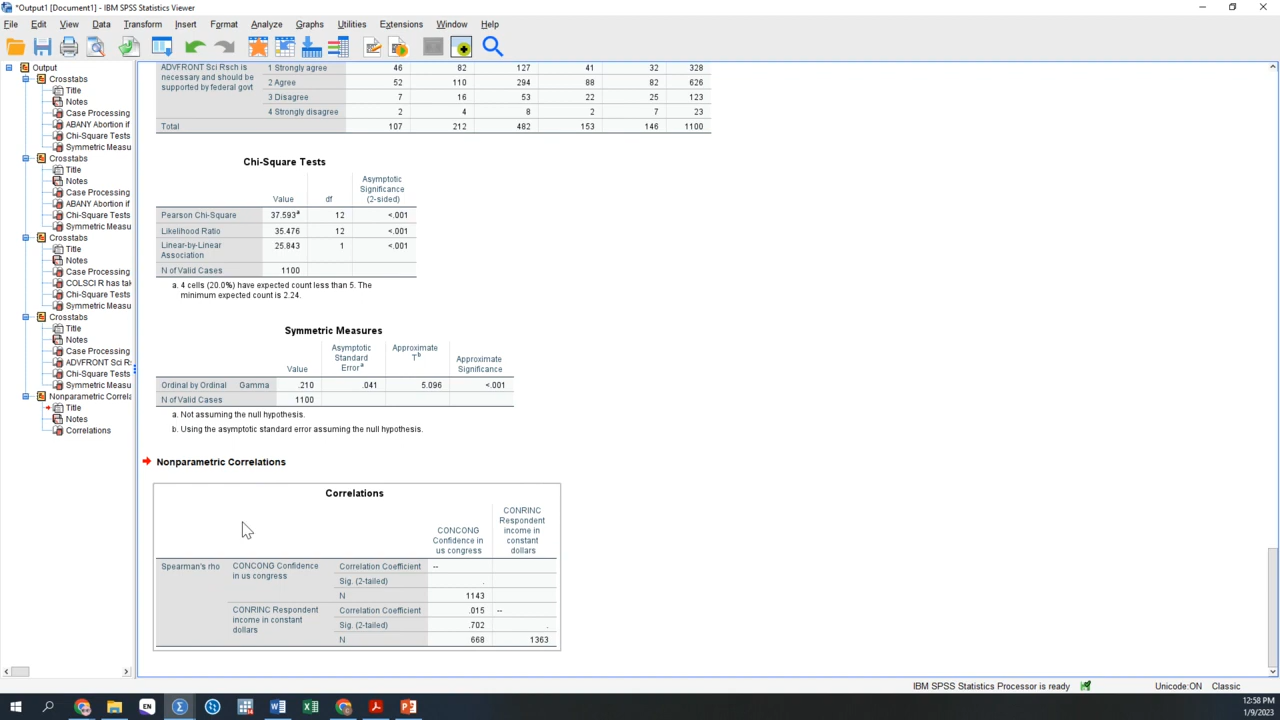 *Output1 [Document1] - IBM SPSS Statistics Viewer
File Edit View Data Transform Insert Format Graphs Analyze Utilities Extensions Window Help
Output
Crosstabs
Title
Notes
Case Processing
ABANY Abortion if
Chi-Square Tests
Symmetric Measu
Crosstabs
Title
Notes
Case Processing
ABANY Abortion if
Chi-Square Tests
Symmetric Measu
Crosstabs
Title
Notes
Case Processing
COLSCI R has tak
Chi-Square Tests
Symmetric Measu
Crosstabs
Title
Notes
Case Processing
ADVFRONT Sci R
Chi-Square Tests
Symmetric Measu
Nonparametric Correla
Title
Notes
Correlations
ADVFRONT Sci Rsch is
necessary and should be
supported by federal govt
1 Strongly agree 46 82 127 41 32 328
2 Agree 52 110 294 88 82 626
3 Disagree 7 16 53 22 25 123
4 Strongly disagree 2 4 8 2 7 23
Total 107 212 482 153 146 1100
Chi-Square Tests
Value df Asymptotic
Significance
(2-sided)
Pearson Chi-Square 37.593a 12 <.001
Likelihood Ratio 35.476 12 <.001
Linear-by-Linear
Association 25.843 1 <.001
N of Valid Cases 1100
a. 4 cells (20.0%) have expected count less than 5. The
minimum expected count is 2.24.
Symmetric Measures
Value Asymptotic
Standard
Errora
Approximate
Tb
Approximate
Significance
Ordinal by Ordinal Gamma .210 .041 5.096 <.001
N of Valid Cases 1100
a. Not assuming the null hypothesis.
b. Using the asymptotic standard error assuming the null hypothesis.
Nonparametric Correlations
Correlations
CONCONG
Confidence in
us congress
CONRINC
Respondent
income in
constant
dollars
Spearman's rho CONCONG Confidence
in us congress
Correlation Coefficient --
Sig. (2-tailed) .
N 1143
CONRINC Respondent
income in constant
dollars
Correlation Coefficient .015 --
Sig. (2-tailed) .702 .
N 668 1363
IBM SPSS Statistics Processor is ready Unicode:ON Classic
EN
12:58 PM
1/9/2023